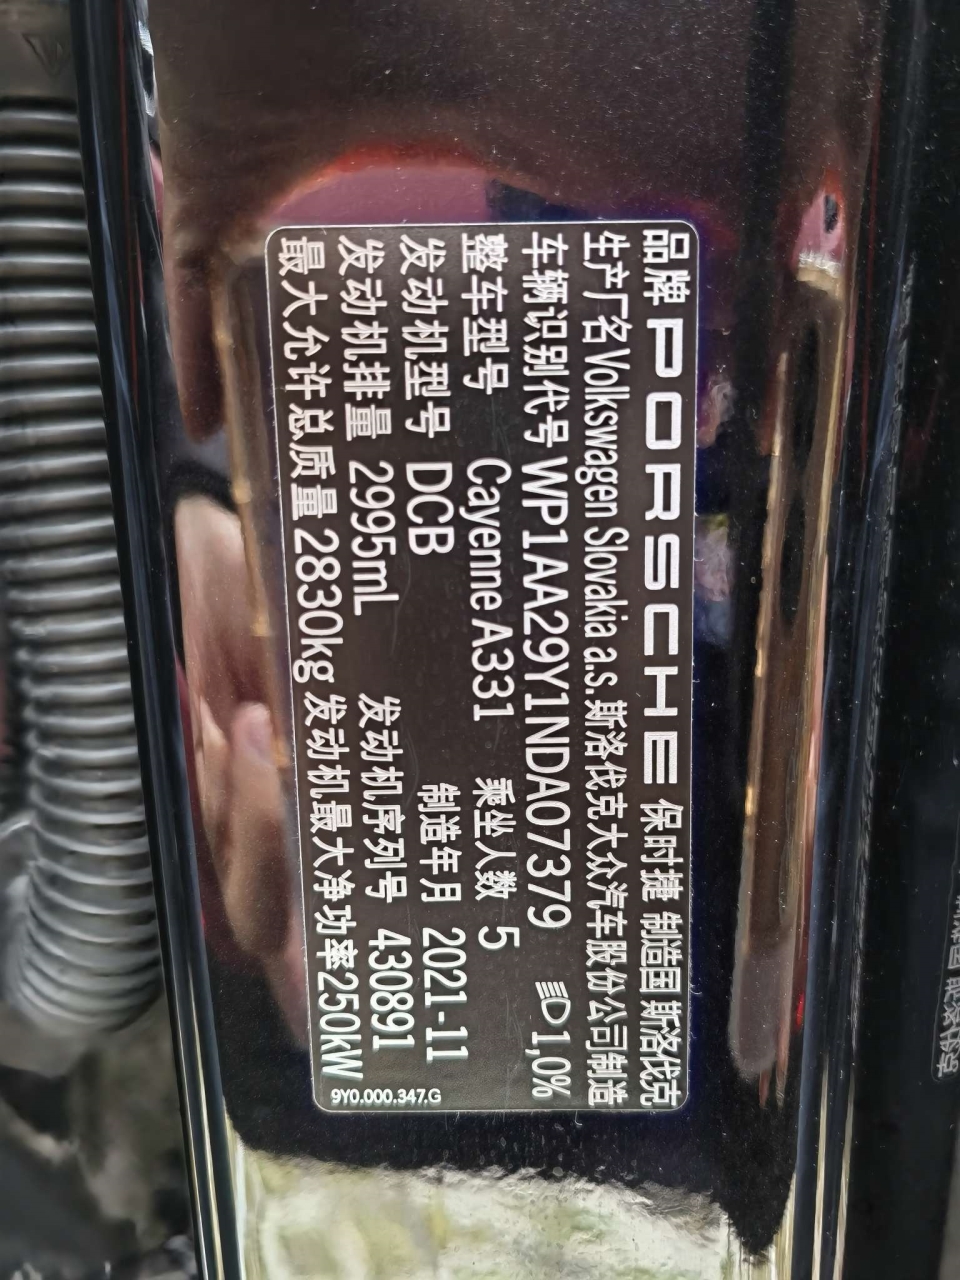 品牌 PORSCHE 保时捷 制造国 斯洛伐克
生产厂名 Volkswagen Slovakia a.s.斯洛伐克大众汽车股份公司制造
车辆识别代号 WP1AA29Y1NDA07379 1,0%
整车型号 Cayenne A331 乘坐人数 5
发动机型号 DCB 制造年月 2021-11
发动机排量 2995mL 发动机序列号 430891
最大允许总质量 2830kg 发动机最大净功率250kW
9Y0.000.347.G